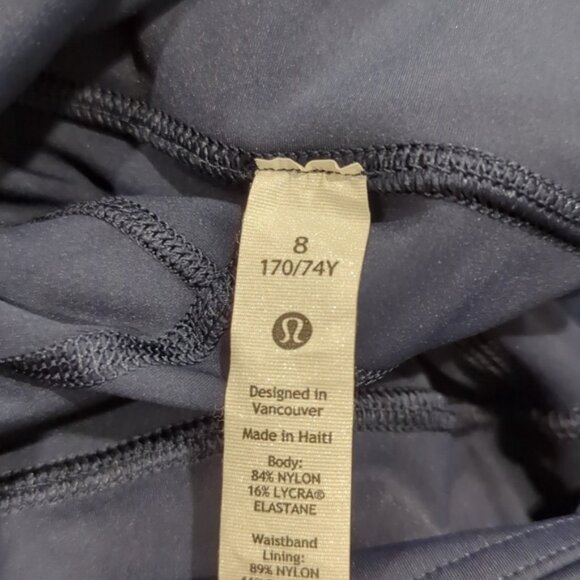 8
170/74Y
Designed in
Vancouver
Made in Haiti
Body:
84% NYLON
16% LYCRA®
ELASTANE
Waistband
Lining:
89% NYLON